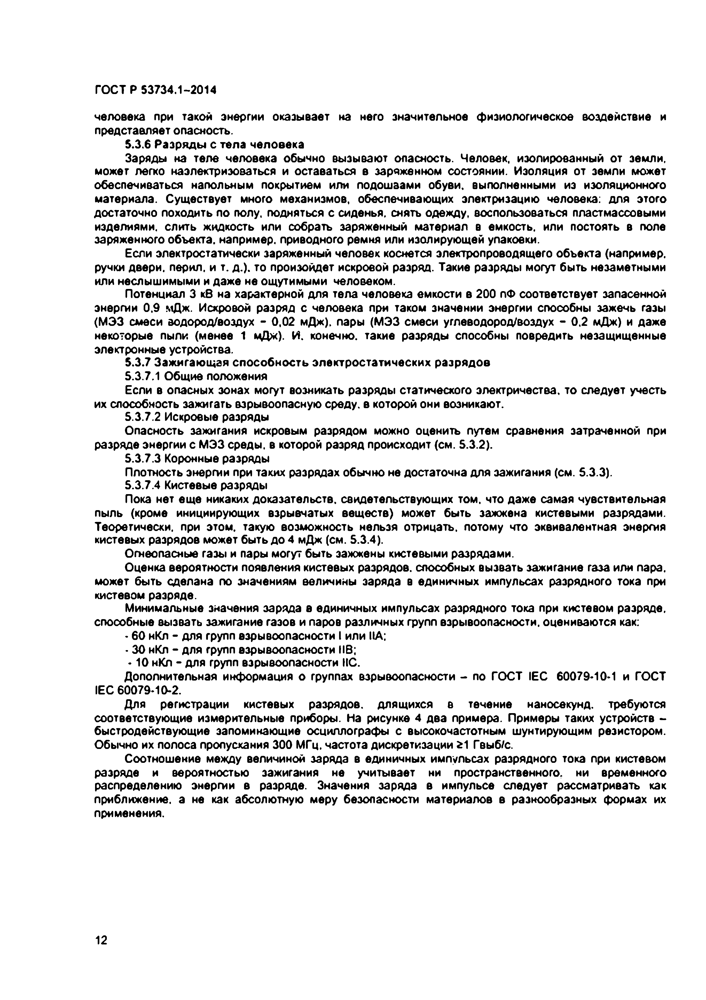 ГОСТ Р 53734.1–2014
человека при такой энергии оказывает на него значительное физиологическое воздействие и
представляет опасность.
5.3.6 Разряды с тела человека
Заряды на теле человека обычно вызывают опасность. Человек, изолированный от земли,
может легко наэлектризоваться и оставаться в заряженном состоянии. Изоляция от земли может
обеспечиваться напольным покрытием или подошвами обуви, выполненными из изоляционного
материала. Существует много механизмов, обеспечивающих электризацию человека: для этого
достаточно походить по полу, подняться с сиденья, снять одежду, воспользоваться пластмассовыми
изделиями, слить жидкость или собрать заряженный материал в емкость, или постоять в поле
заряженного объекта, например, приводного ремня или изолирующей упаковки.
Если электростатически заряженный человек коснется электропроводящего объекта (например,
ручки двери, перил, и т. д.), то произойдет искровой разряд. Такие разряды могут быть незаметными
или неслышимыми и даже не ощутимыми человеком.
Потенциал 3 кВ на характерной для тела человека емкости в 200 пФ соответствует запасенной
энергии 0,9 мДж. Искровой разряд с человека при таком значении энергии способны зажечь газы
(МЭЗ смеси водород/воздух – 0,02 мДж), пары (МЭЗ смеси углеводород/воздух – 0,2 мДж) и даже
некоторые пыли (менее 1 мДж). И, конечно, такие разряды способны повредить незащищенные
электронные устройства.
5.3.7 Зажигающая способность электростатических разрядов
5.3.7.1 Общие положения
Если в опасных зонах могут возникать разряды статического электричества, то следует учесть
их способность зажигать взрывоопасную среду, в которой они возникают.
5.3.7.2 Искровые разряды
Опасность зажигания искровым разрядом можно оценить путем сравнения затраченной при
разряде энергии с МЭЗ среды, в которой разряд происходит (см. 5.3.2).
5.3.7.3 Коронные разряды
Плотность энергии при таких разрядах обычно не достаточна для зажигания (см. 5.3.3).
5.3.7.4 Кистевые разряды
Пока нет еще никаких доказательств, свидетельствующих том, что даже самая чувствительная
пыль (кроме инициирующих взрывчатых веществ) может быть зажжена кистевыми разрядами.
Теоретически, при этом, такую возможность нельзя отрицать, потому что эквивалентная энергия
кистевых разрядов может быть до 4 мДж (см. 5.3.4).
Огнеопасные газы и пары могут быть зажжены кистевыми разрядами.
Оценка вероятности появления кистевых разрядов, способных вызвать зажигание газа или пара,
может быть сделана по значениям величины заряда в единичных импульсах разрядного тока при
кистевом разряде.
Минимальные значения заряда в единичных импульсах разрядного тока при кистевом разряде,
способные вызвать зажигание газов и паров различных групп взрывоопасности, оцениваются как:
- 60 нКл – для групп взрывоопасности I или IIA;
- 30 нКл – для групп взрывоопасности IIB;
- 10 нКл – для групп взрывоопасности IIC.
Дополнительная информация о группах взрывоопасности – по ГОСТ IEC 60079-10-1 и ГОСТ
IEC 60079-10-2.
Для регистрации кистевых разрядов, длящихся в течение наносекунд, требуются
соответствующие измерительные приборы. На рисунке 4 два примера. Примеры таких устройств –
быстродействующие запоминающие осциллографы с высокочастотным шунтирующим резистором.
Обычно их полоса пропускания 300 МГц, частота дискретизации ≥1 Гвыб/с.
Соотношение между величиной заряда в единичных импульсах разрядного тока при кистевом
разряде и вероятностью зажигания не учитывает ни пространственного, ни временного
распределению энергии в разряде. Значения заряда в импульсе следует рассматривать как
приближение, а не как абсолютную меру безопасности материалов в разнообразных формах их
применения.
12